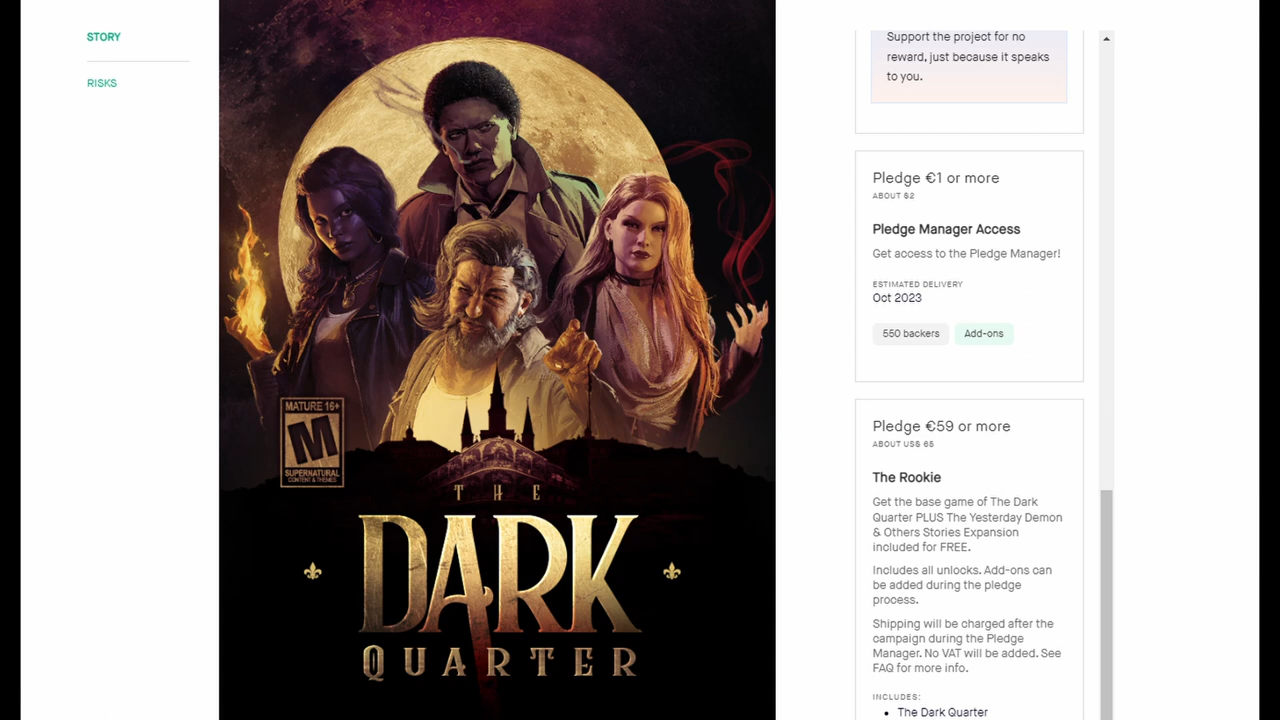 STORY
RISKS
MATURE 16+
M
SUPERNATURAL
CONTENT & THEMES
THE
DARK
QUARTER
Support the project for no
reward, just because it speaks
to you.
Pledge €1 or more
ABOUT $2
Pledge Manager Access
Get access to the Pledge Manager!
ESTIMATED DELIVERY
Oct 2023
550 backers
Add-ons
Pledge €59 or more
ABOUT US$ 65
The Rookie
Get the base game of The Dark
Quarter PLUS The Yesterday Demon
& Others Stories Expansion
included for FREE.
Includes all unlocks. Add-ons can
be added during the pledge
process.
Shipping will be charged after the
campaign during the Pledge
Manager. No VAT will be added. See
FAQ for more info.
INCLUDES:
• The Dark Quarter